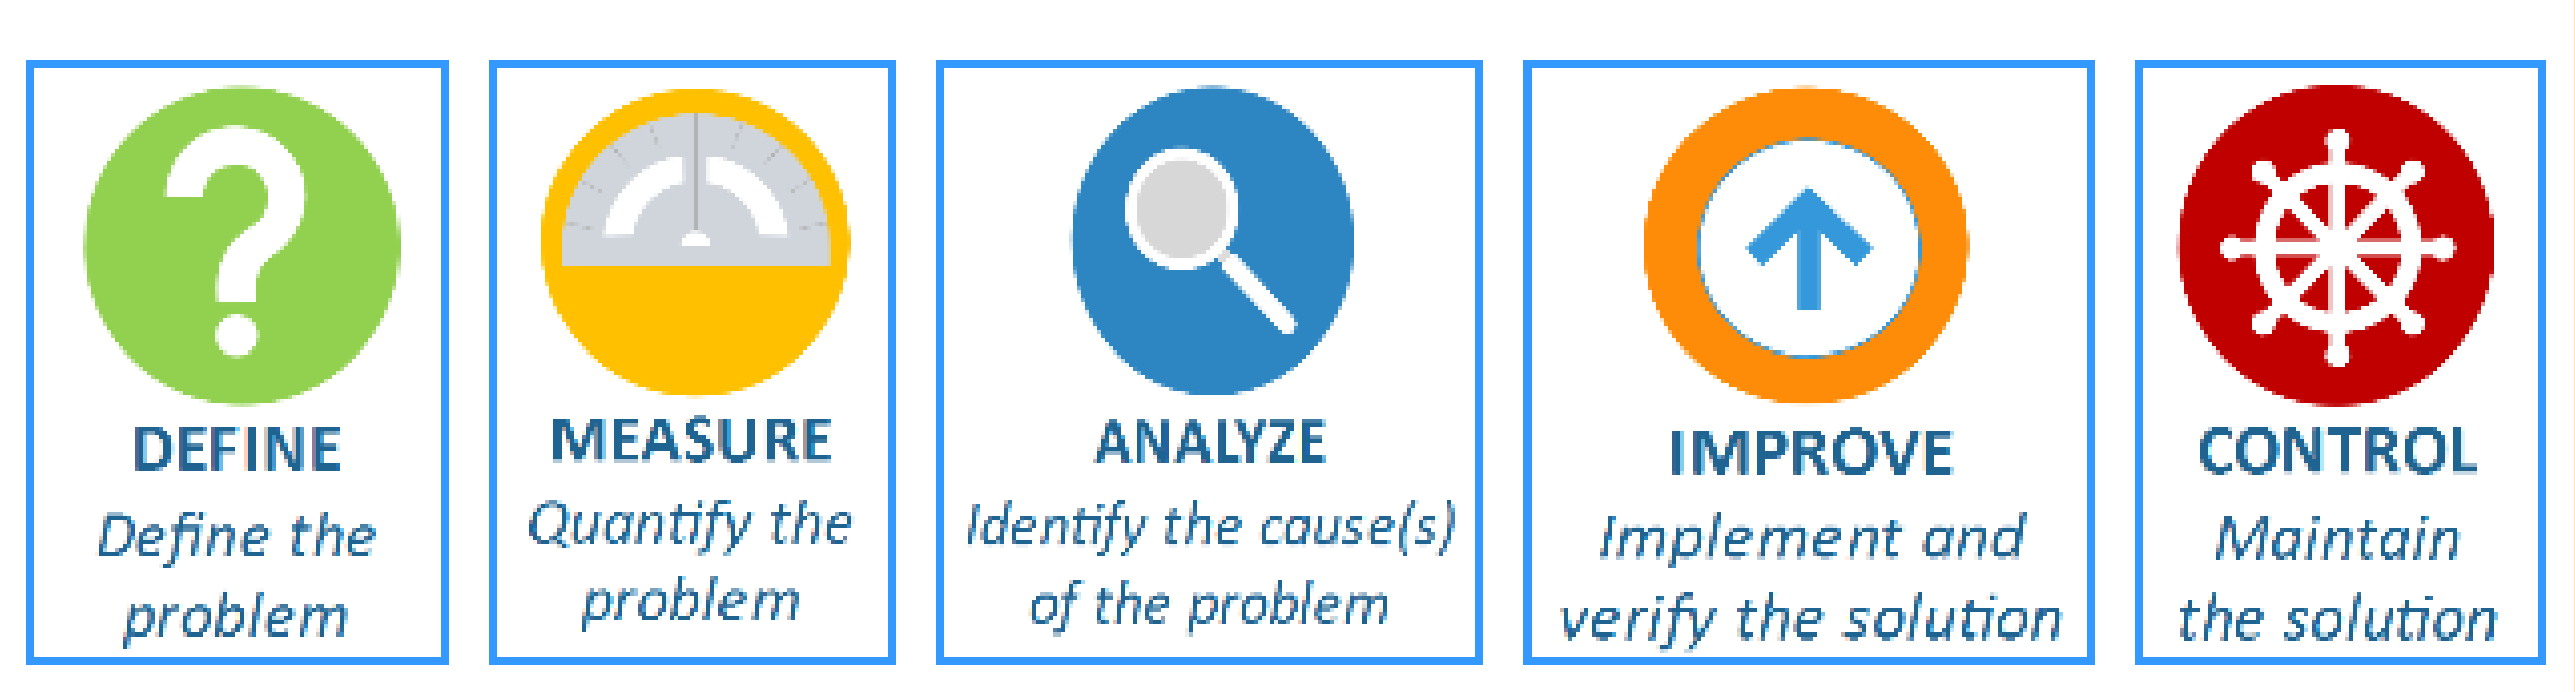 DEFINE
Define the
problem
MEASURE
Quantify the
problem
ANALYZE
Identify the cause(s)
of the problem
IMPROVE
Implement and
verify the solution
CONTROL
Maintain
the solution